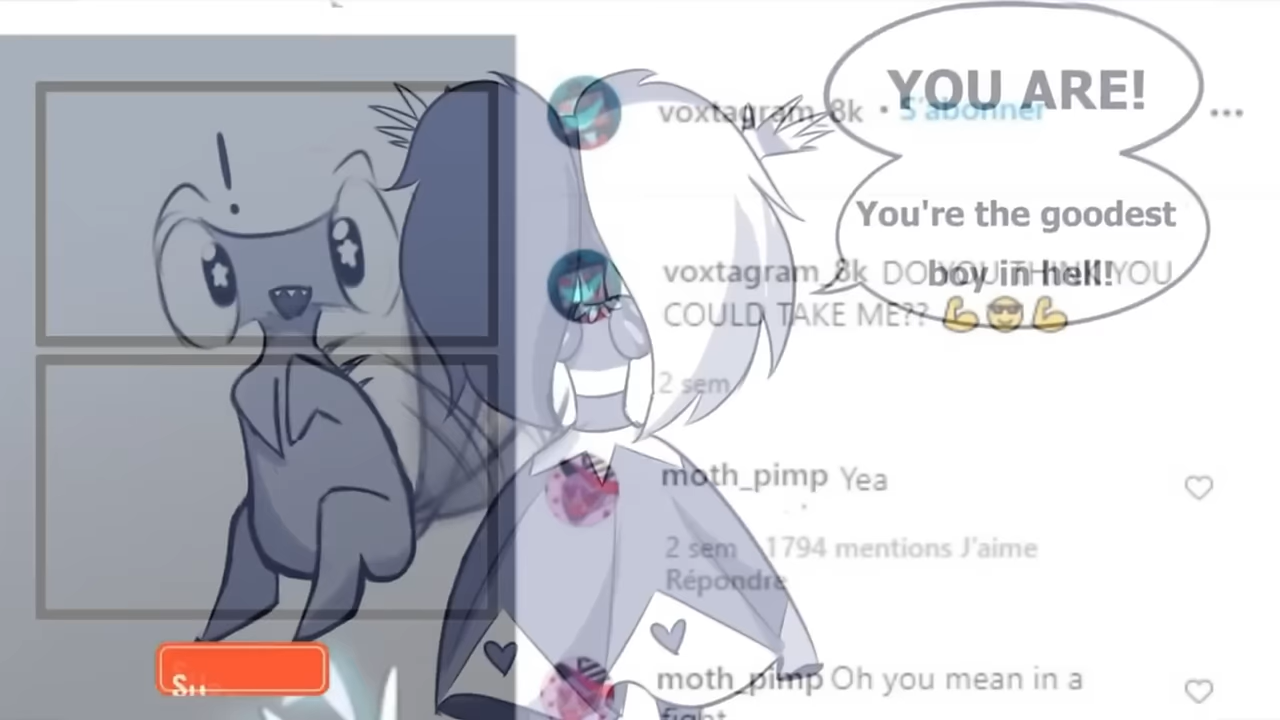 YOU ARE!
voxtagram_8k • S'abonner
You're the goodest
boy in hell!
voxtagram_8k DO YOU THINK YOU
COULD TAKE ME?? 💪😎💪
2 sem
moth_pimp Yea
2 sem 1794 mentions J'aime
Répondre
moth_pimp Oh you mean in a
fight
!